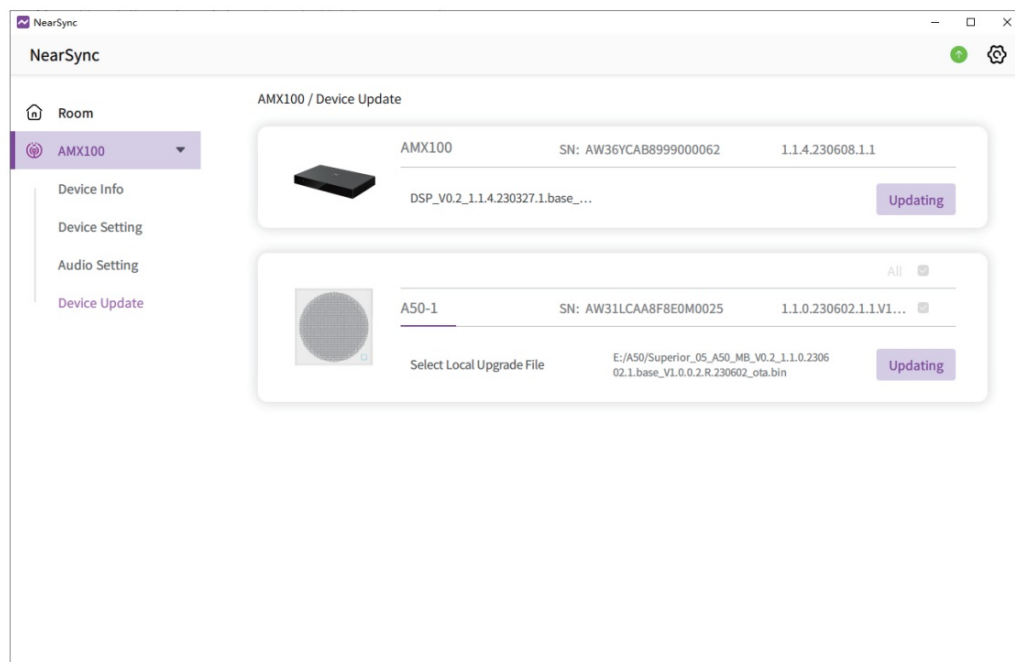 NearSync
NearSync
Room
AMX100
Device Info
Device Setting
Audio Setting
Device Update
AMX100 / Device Update
AMX100 SN: AW36YCAB8999000062 1.1.4.230608.1.1
DSP_V0.2_1.1.4.230327.1.base_... Updating
All
A50-1 SN: AW31LCAA8F8E0M0025 1.1.0.230602.1.1.V1...
Select Local Upgrade File
E:/A50/Superior_05_A50_MB_V0.2_1.1.0.2306
02.1.base_V1.0.0.2.R.230602_ota.bin
Updating